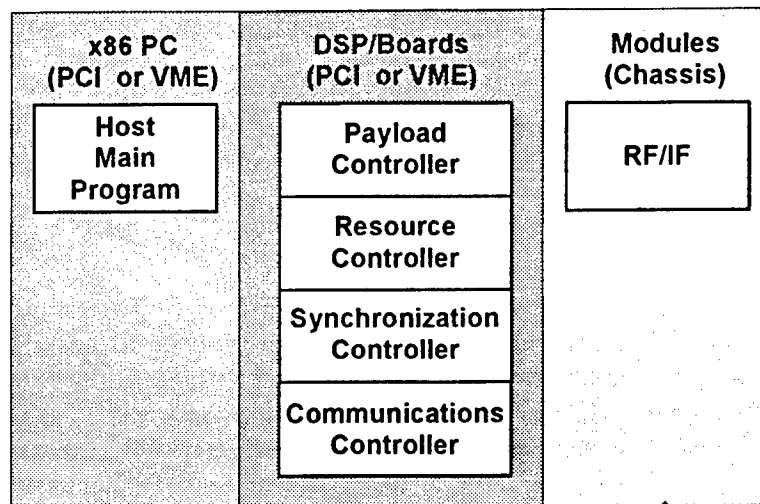 x86 PC
(PCI or VME)
Host
Main
Program
DSP/Boards
(PCI or VME)
Payload
Controller
Resource
Controller
Synchronization
Controller
Communications
Controller
Modules
(Chassis)
RF/IF